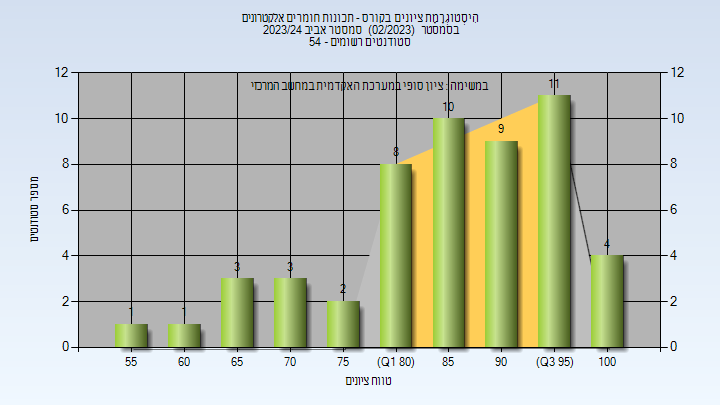 הִיסְטוֹגְרַמַת ציונים בקורס - תכונות חומרים אלקטרונים
בסמסטר (02/2023) סמסטר אביב 2023/24
סטודנטים רשומים - 54
במשימה : ציון סופי במערכת האקדמית במחשב המרכזי
מספר סטודנטים
12 12
10 10
8 8
6 6
4 4
2 2
0 0
1 1 3 3 2 8 10 9 11 4
55 60 65 70 75 (Q1 80) 85 90 (Q3 95) 100
טווח ציונים